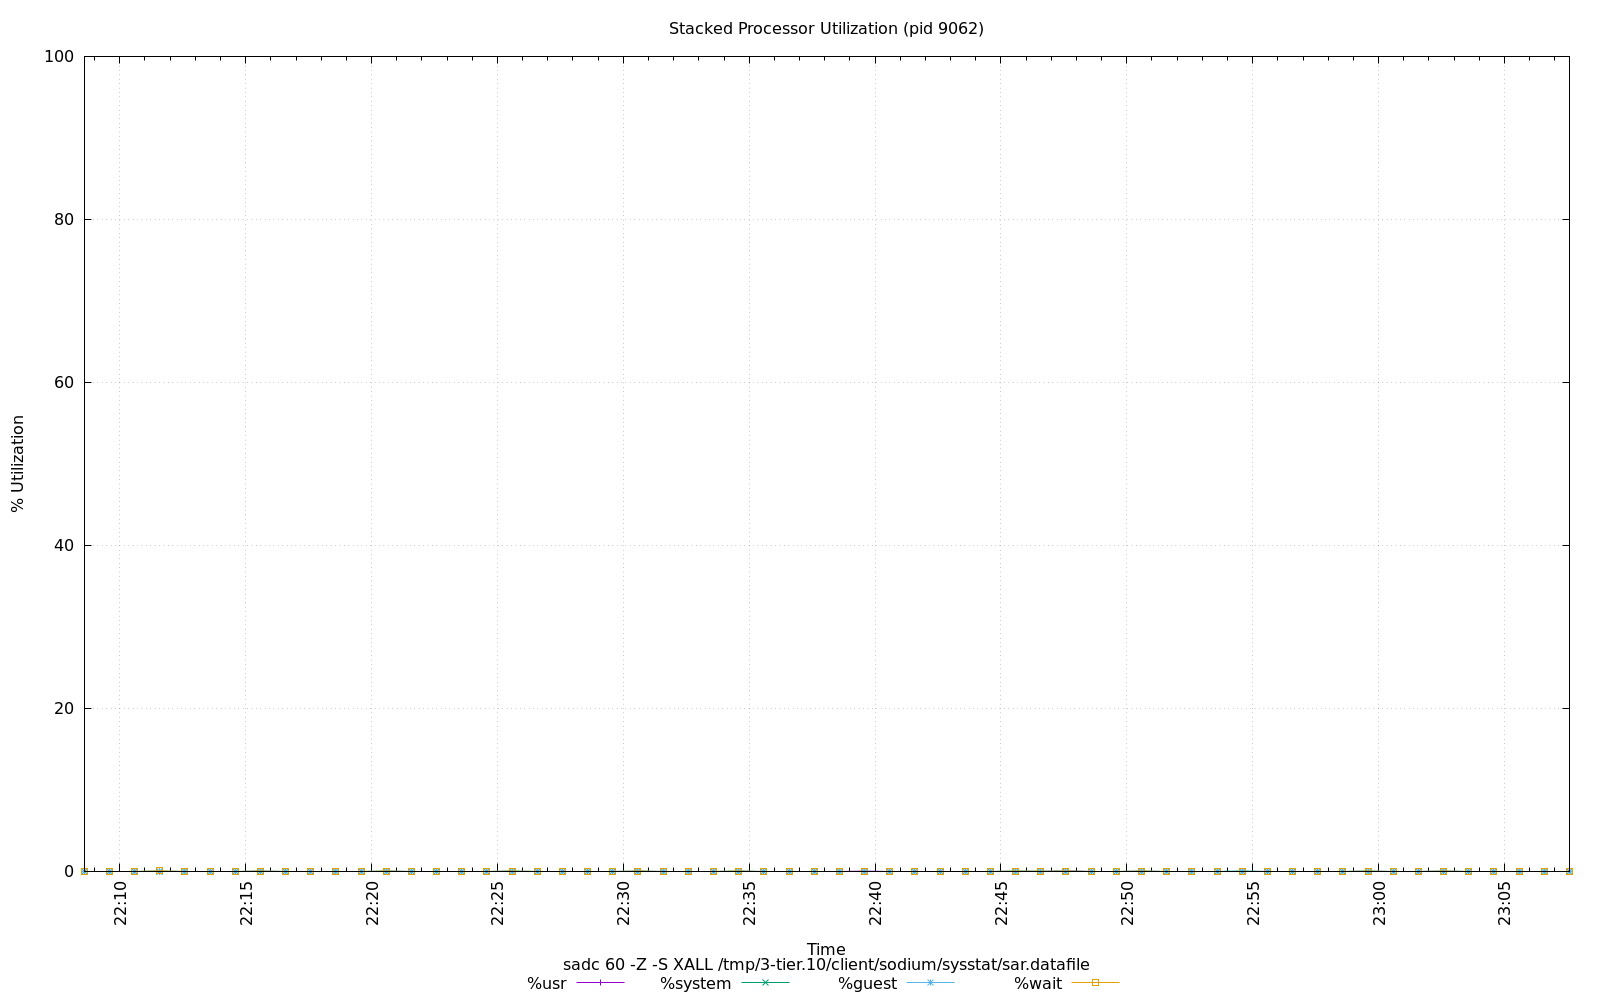 Stacked Processor Utilization (pid 9062)
100
80
60
40
20
0
% Utilization
22:10 22:15 22:20 22:25 22:30 22:35 22:40 22:45 22:50 22:55 23:00 23:05
Time
sadc 60 -Z -S XALL /tmp/3-tier.10/client/sodium/sysstat/sar.datafile
%usr %system %guest %wait